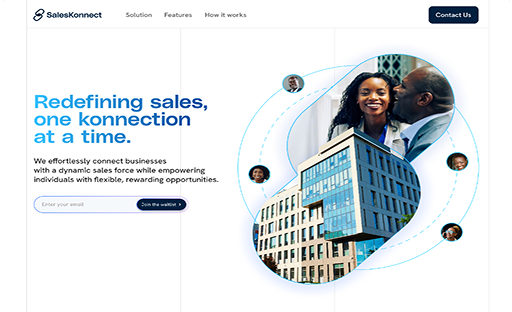 SalesKonnect
Solution
Features
How it works
Contact Us
Redefining sales,
one konnection
at a time.
We effortlessly connect businesses
with a dynamic sales force while empowering
individuals with flexible, rewarding opportunities.
Enter your email
Join the waitlist >